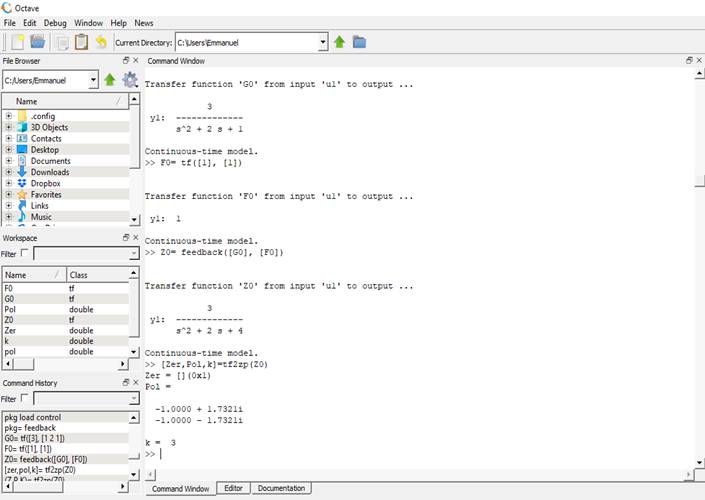 Octave
File Edit Debug Window Help News
Current Directory: C:\Users\Emmanuel
File Browser
C:/Users/Emmanuel
Name
.config
3D Objects
Contacts
Desktop
Documents
Downloads
Dropbox
Favorites
Links
Music
Workspace
Filter
Name Class
F0 tf
G0 tf
Pol double
Z0 tf
Zer double
k double
pol double
Command History
Filter
pkg load control
pkg= feedback
G0= tf([3], [1 2 1])
F0= tf([1], [1])
Z0= feedback([G0], [F0])
[zer,pol,k]= tf2zp(Z0)
(Z,P,K)= tf2zp(Z0)
Command Window
Transfer function 'G0' from input 'u1' to output ...
3
y1: -------------
s^2 + 2 s + 1
Continuous-time model.
>> F0= tf([1], [1])
Transfer function 'F0' from input 'u1' to output ...
y1: 1
Continuous-time model.
>> Z0= feedback([G0], [F0])
Transfer function 'Z0' from input 'u1' to output ...
3
y1: -------------
s^2 + 2 s + 4
Continuous-time model.
>> [Zer,Pol,k]=tf2zp(Z0)
Zer = [](0x1)
Pol =
-1.0000 + 1.7321i
-1.0000 - 1.7321i
k = 3
>>
Command Window Editor Documentation